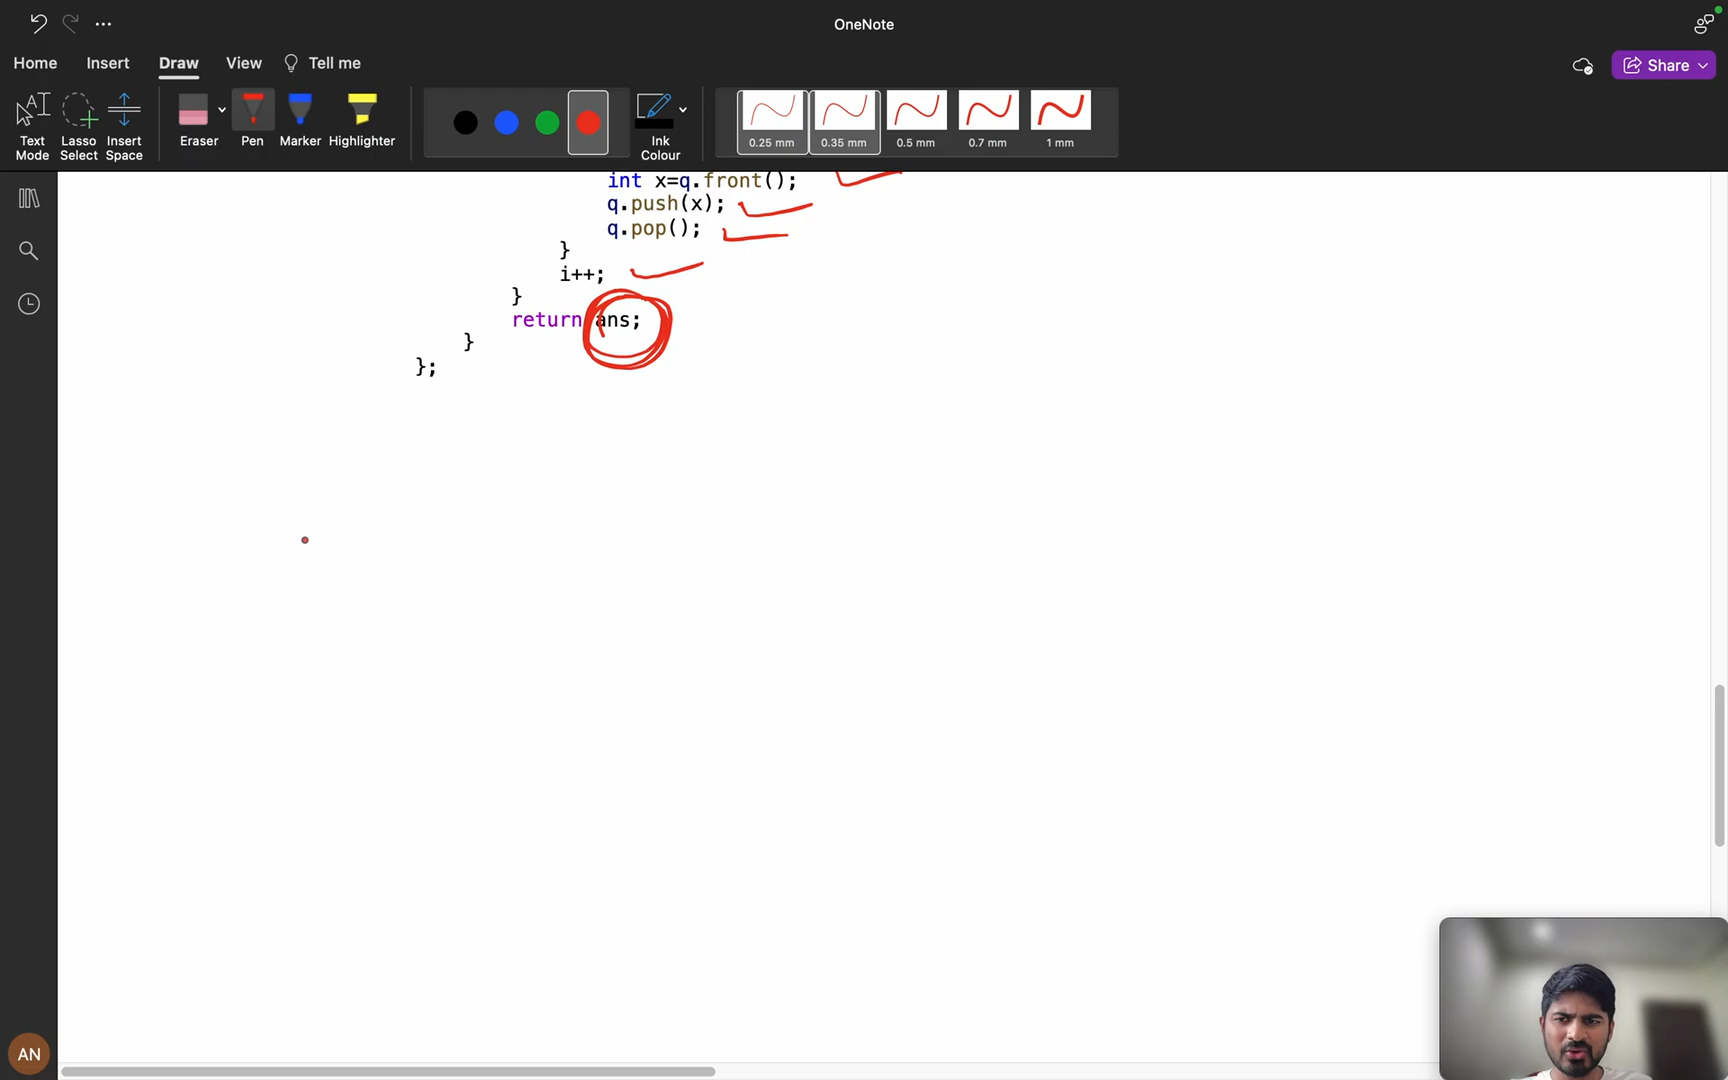 OneNote
Home Insert Draw View Tell me
Share
Text Mode
Lasso Select
Insert Space
Eraser
Pen
Marker
Highlighter
Ink Colour
0.25 mm
0.35 mm
0.5 mm
0.7 mm
1 mm
int x=q.front();
q.push(x);
q.pop();
}
i++;
}
return ans;
}
};
AN